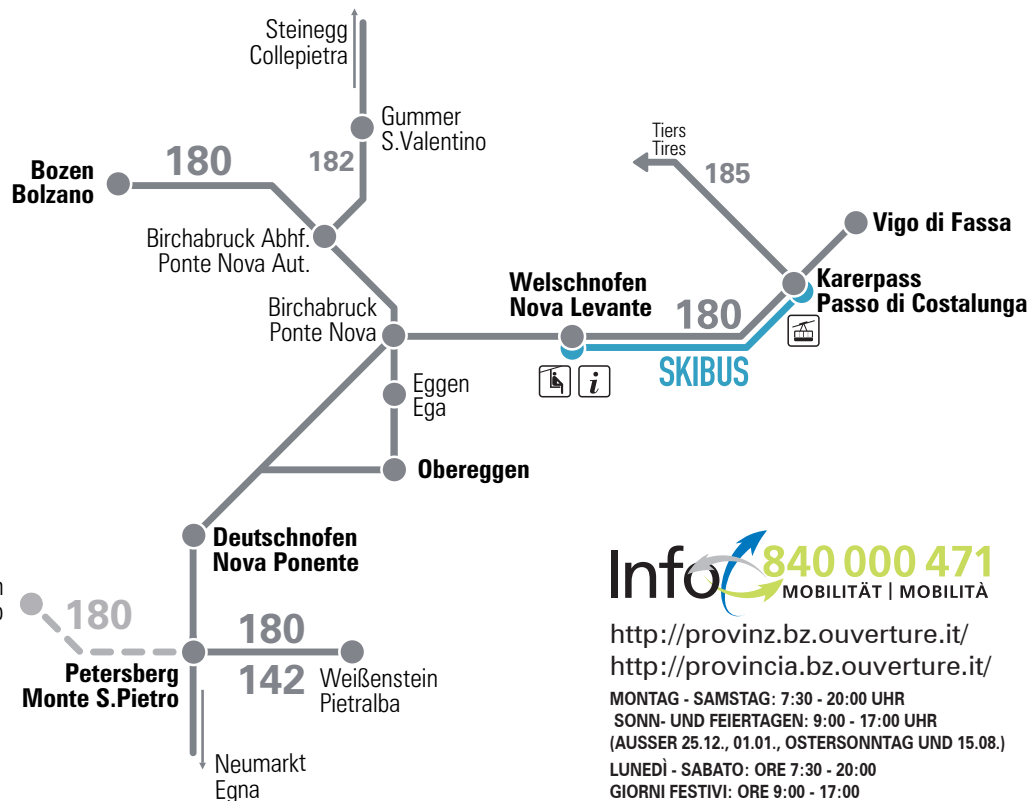 Steinegg
Collepietra
Gummer
S.Valentino
182
Bozen
Bolzano
180
Tiers
Tires
185
Birchabruck Abhf.
Ponte Nova Aut.
Vigo di Fassa
Welschnofen
Nova Levante
Karerpass
Passo di Costalunga
Birchabruck
Ponte Nova
180
SKIBUS
i
Eggen
Ega
Obereggen
Deutschnofen
Nova Ponente
180
180
142
Petersberg
Monte S.Pietro
Weißenstein
Pietralba
Neumarkt
Egna
Info 840 000 471
MOBILITÄT | MOBILITÀ
http://provinz.bz.ouverture.it/
http://provincia.bz.ouverture.it/
MONTAG - SAMSTAG: 7:30 - 20:00 UHR
SONN- UND FEIERTAGEN: 9:00 - 17:00 UHR
(AUSSER 25.12., 01.01., OSTERSONNTAG UND 15.08.)
LUNEDÌ - SABATO: ORE 7:30 - 20:00
GIORNI FESTIVI: ORE 9:00 - 17:00